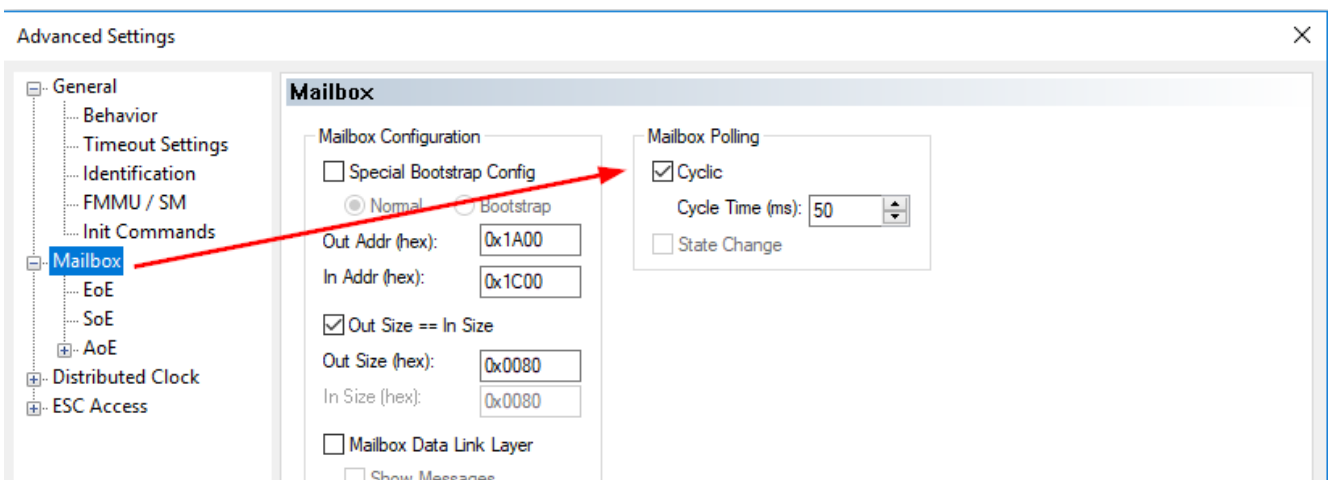 Advanced Settings
General
Behavior
Timeout Settings
Identification
FMMU / SM
Init Commands
Mailbox
EoE
SoE
AoE
Distributed Clock
ESC Access
Mailbox
Mailbox Configuration
Special Bootstrap Config
Normal Bootstrap
Out Addr (hex): 0x1A00
In Addr (hex): 0x1C00
Out Size == In Size
Out Size (hex): 0x0080
In Size (hex): 0x0080
Mailbox Data Link Layer
Show Messages
Mailbox Polling
Cyclic
Cycle Time (ms): 50
State Change